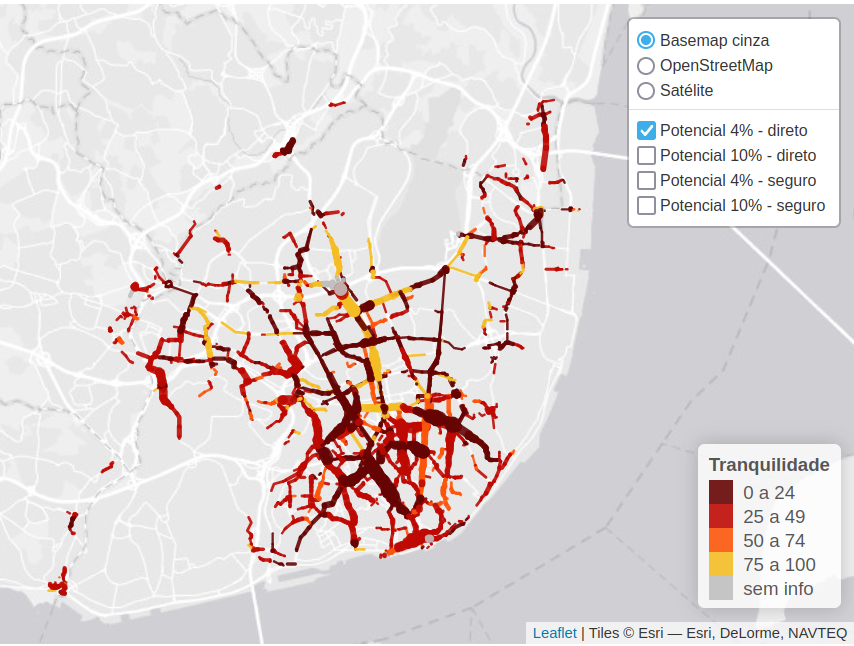 Basemap cinza
OpenStreetMap
Satélite
Potencial 4% - direto
Potencial 10% - direto
Potencial 4% - seguro
Potencial 10% - seguro
Tranquilidade
0 a 24
25 a 49
50 a 74
75 a 100
sem info
Leaflet | Tiles © Esri — Esri, DeLorme, NAVTEQ